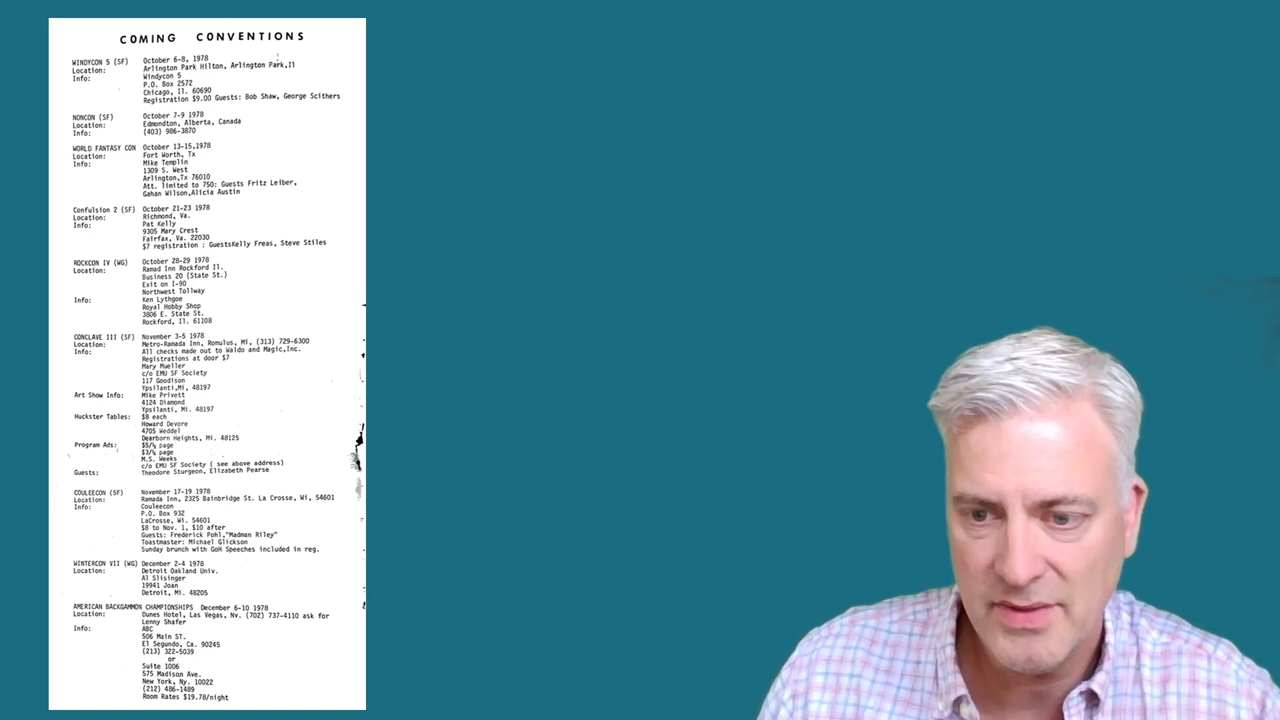 COMING CONVENTIONS
WINDYCON 5 (SF) October 6-8, 1978
Location: Arlington Park Hilton, Arlington Park,Il
Info: Windycon 5
P.O. Box 2572
Chicago, Il. 60690
Registration $9.00 Guests: Bob Shaw, George Scithers
NONCON (SF) October 7-9 1978
Location: Edmondton, Alberta, Canada
Info: (403) 986-3870
WORLD FANTASY CON October 13-15,1978
Location: Fort Worth, Tx
Info: Mike Templin
1309 S. West
Arlington,Tx 76010
Att. limited to 750: Guests Fritz Leiber,
Gahan Wilson,Alicia Austin
Confulsion 2 (SF) October 21-23 1978
Location: Richmond, Va.
Info: Pat Kelly
9305 Mary Crest
Fairfax, Va. 22030
$7 registration : GuestsKelly Freas, Steve Stiles
ROCKCON IV (WG) October 28-29 1978
Location: Ramad Inn Rockford Il.
Business 20 (State St.)
Exit on I-90
Northwest Tollway
Info: Ken Lythgoe
Royal Hobby Shop
3806 E. State St.
Rockford, Il. 61108
CONCLAVE III (SF) November 3-5 1978
Location: Metro-Ramada Inn, Romulus, Mi, (313) 729-6300
Info: All checks made out to Waldo and Magic,Inc.
Registrations at door $7
Mary Mueller
c/o EMU SF Society
117 Goodison
Ypsilanti,Mi, 48197
Art Show Info: Mike Privett
4124 Diamond
Ypsilanti, Mi. 48197
Huckster Tables: $8 each
Howard Devore
4705 Weddel
Dearborn Heights, Mi. 48125
Program Ads: $5/½ page
$3/¼ page
M.S. Weeks
c/o EMU SF Society ( see above address)
Guests: Theodore Sturgeon, Elizabeth Pearse
COULEECON (SF) November 17-19 1978
Location: Ramada Inn, 2325 Bainbridge St. La Crosse, Wi, 54601
Info: Couleecon
P.O. Box 932
LaCrosse, Wi. 54601
$8 to Nov. 1, $10 after
Guests: Frederick Pohl,"Madman Riley"
Toastmaster: Michael Glickson
Sunday brunch with GoH Speeches included in reg.
WINTERCON VII (WG) December 2-4 1978
Location: Detroit Oakland Univ.
Al Slisinger
19941 Joan
Detroit, Mi. 48205
AMERICAN BACKGAMMON CHAMPIONSHIPS December 6-10 1978
Location: Dunes Hotel, Las Vegas, Nv. (702) 737-4110 ask for
Lenny Shafer
Info: ABC
506 Main ST.
El Segundo, Ca. 90245
(213) 322-5039
or
Suite 1006
575 Madison Ave.
New York, Ny. 10022
(212) 486-1489
Room Rates $19.78/night